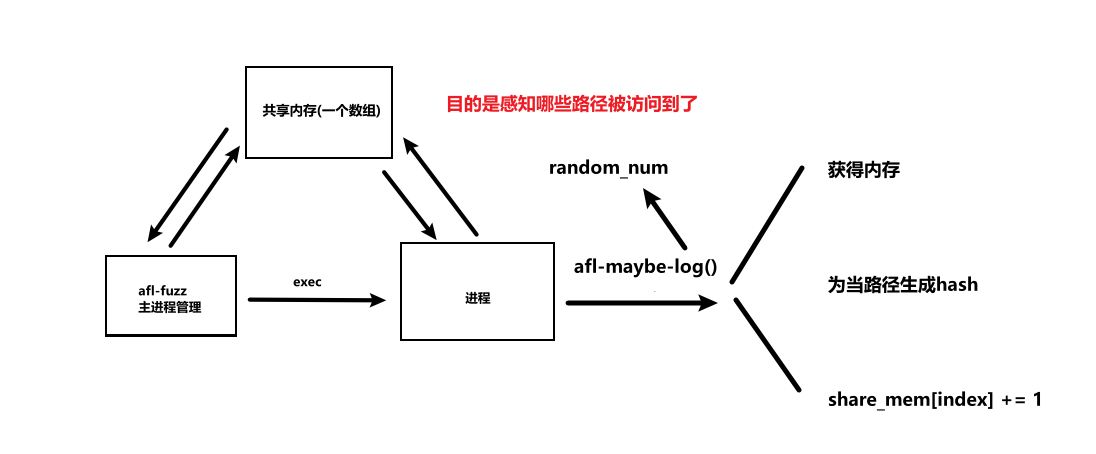 共享内存(一个数组)
目的是感知哪些路径被访问到了
random_num
获得内存
afl-maybe-log()
afl-fuzz
主进程管理
exec
进程
为当路径生成hash
share_mem[index] += 1